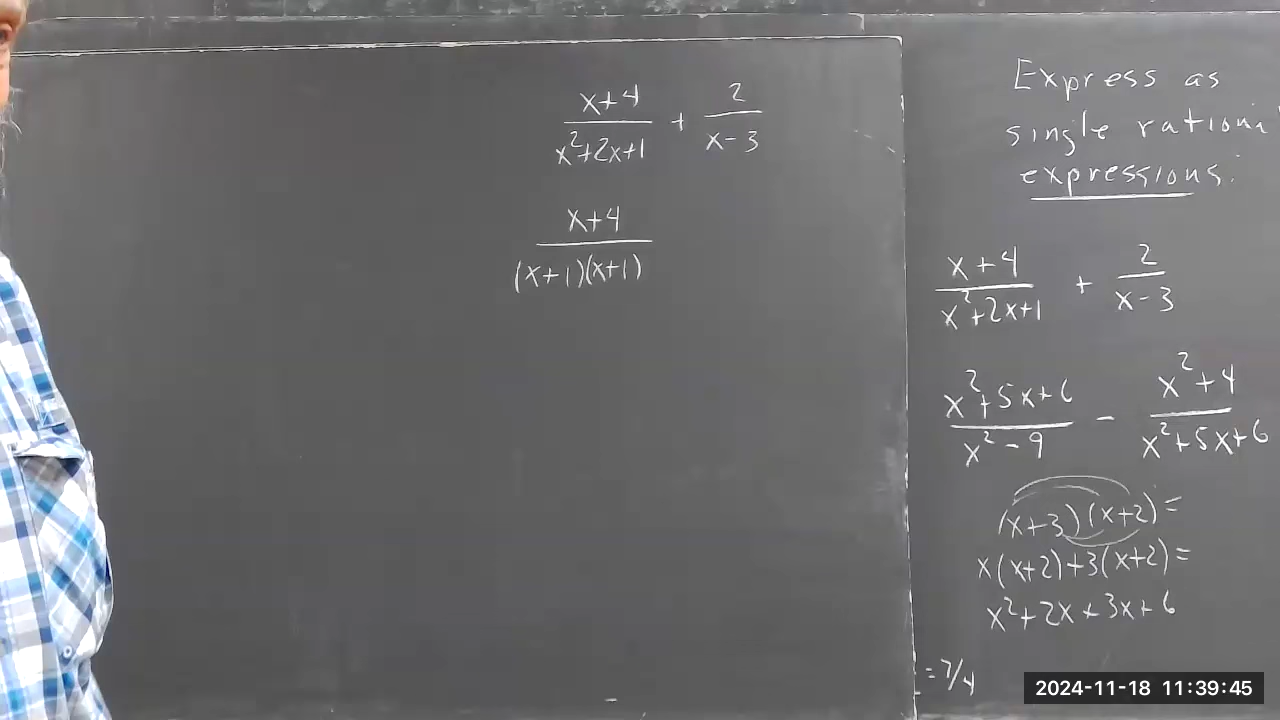 x+4 / x²+2x+1 + 2 / x-3
x+4 / (x+1)(x+1)
Express as
single rationa
expressions:
x+4 / x²+2x+1 + 2 / x-3
x²+5x+6 / x²-9 - x²+4 / x²+5x+6
(x+3)(x+2)=
x(x+2)+3(x+2)=
x²+2x+3x+6
=7/4
2024-11-18 11:39:45